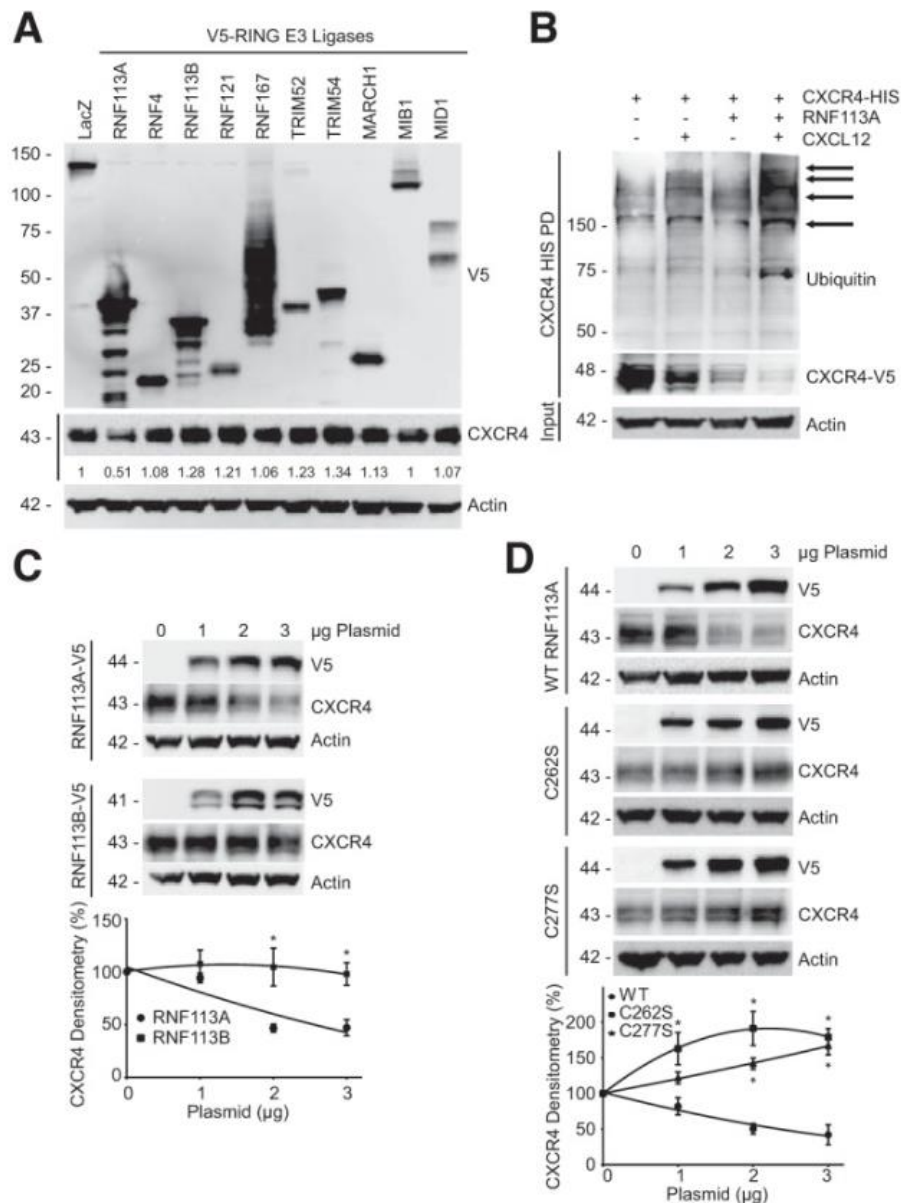 A
V5-RING E3 Ligases
LacZ RNF113A RNF4 RNF113B RNF121 RNF167 TRIM52 TRIM54 MARCH1 MIB1 MID1
150 -
100 -
75 -
50 -
37 -
25 -
20 -
V5
43 - CXCR4
1 0.51 1.08 1.28 1.21 1.06 1.23 1.34 1.13 1 1.07
42 - Actin
B
+ + + + CXCR4-HIS
- - + + RNF113A
- + - + CXCL12
CXCR4 HIS PD
150 -
75 -
Ubiquitin
50 -
48 - CXCR4-V5
Input
42 - Actin
C
0 1 2 3 µg Plasmid
RNF113A-V5
44 - V5
43 - CXCR4
42 - Actin
RNF113B-V5
41 - V5
43 - CXCR4
42 - Actin
CXCR4 Densitometry (%)
150
100
50
0
* *
RNF113A
RNF113B
0 1 2 3
Plasmid (µg)
D
0 1 2 3 µg Plasmid
WT RNF113A
44 - V5
43 - CXCR4
42 - Actin
C262S
44 - V5
43 - CXCR4
42 - Actin
C277S
44 - V5
43 - CXCR4
42 - Actin
CXCR4 Densitometry (%)
200
150
100
50
0
WT
C262S
C277S
* * *
* *
0 1 2 3
Plasmid (µg)